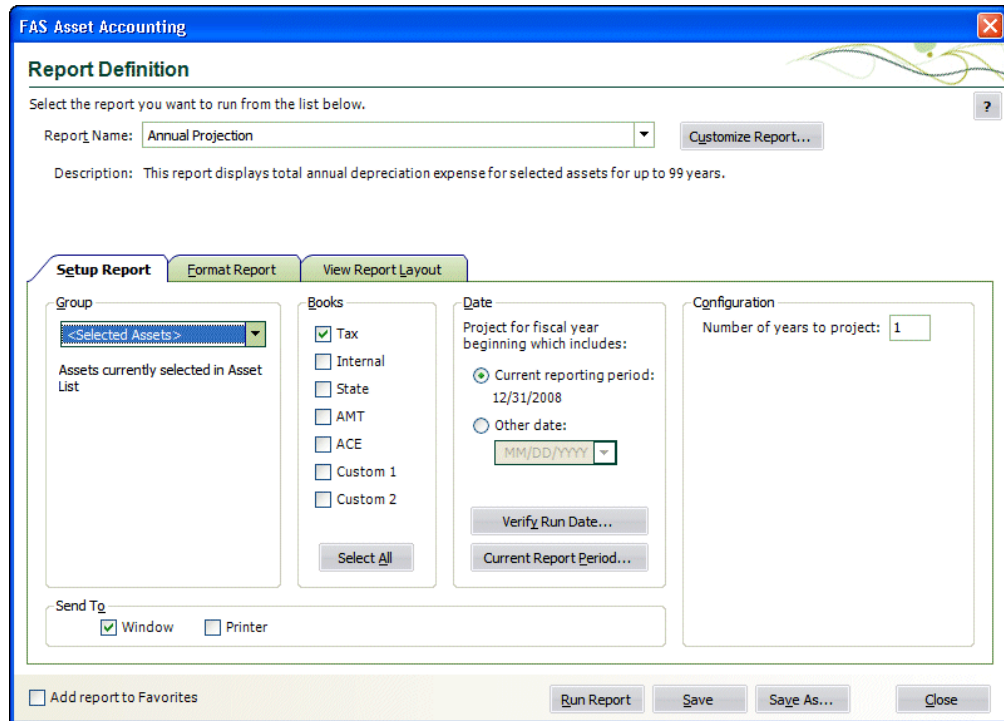 FAS Asset Accounting
Report Definition
Select the report you want to run from the list below.
?
Report Name: Annual Projection
Customize Report...
Description: This report displays total annual depreciation expense for selected assets for up to 99 years.
Setup Report
Format Report
View Report Layout
Group
<Selected Assets>
Assets currently selected in Asset
List
Books
Tax
Internal
State
AMT
ACE
Custom 1
Custom 2
Select All
Date
Project for fiscal year
beginning which includes:
Current reporting period:
12/31/2008
Other date:
MM/DD/YYYY
Verify Run Date...
Current Report Period...
Configuration
Number of years to project: 1
Send To
Window
Printer
Add report to Favorites
Run Report
Save
Save As...
Close